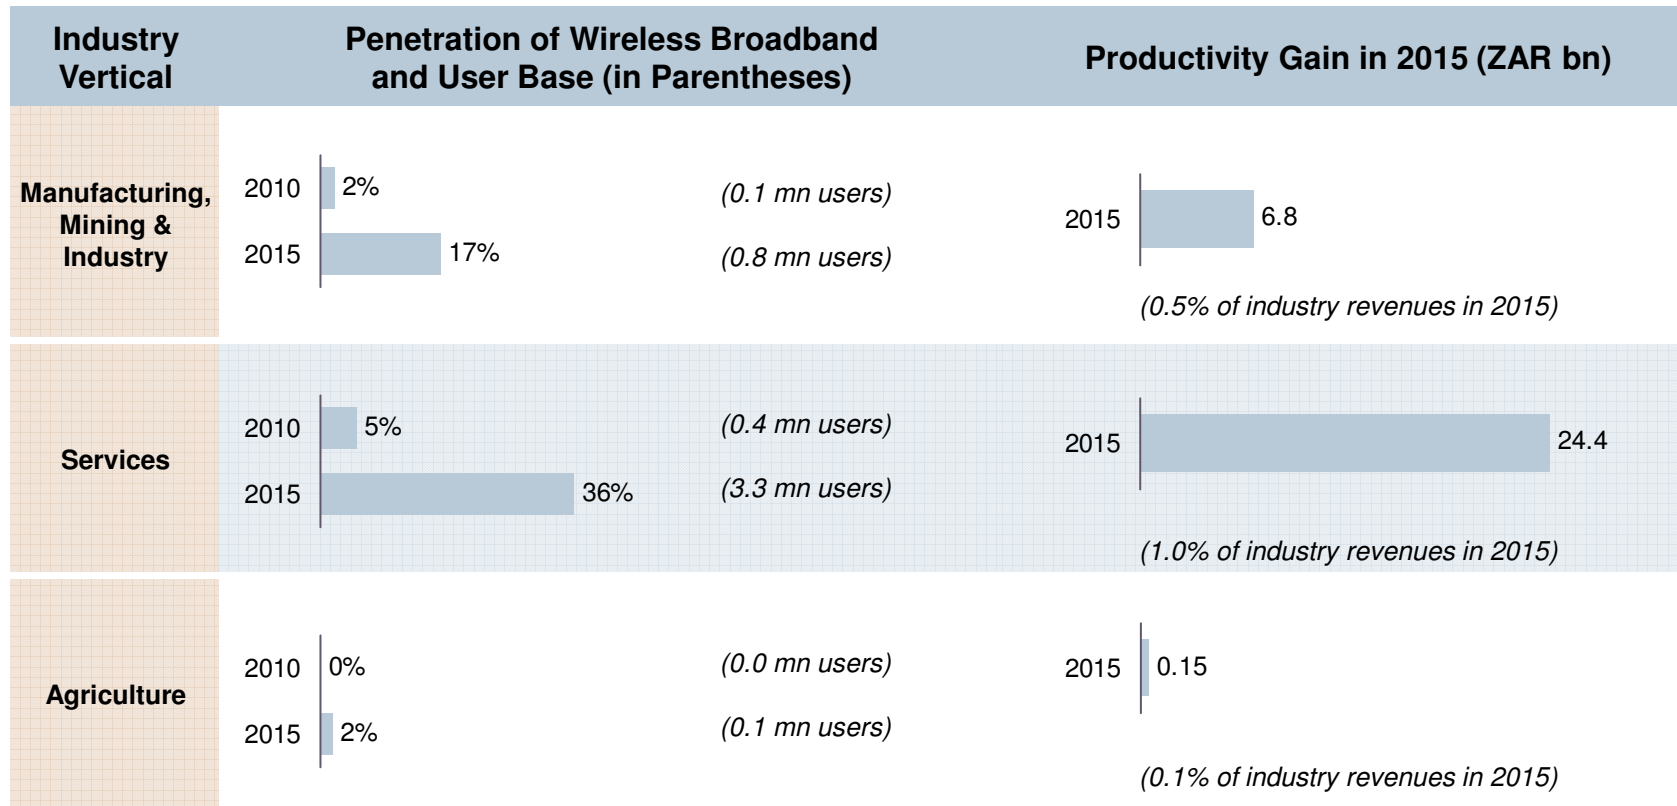 Industry
Vertical
Penetration of Wireless Broadband
and User Base (in Parentheses)
Productivity Gain in 2015 (ZAR bn)
Manufacturing,
Mining &
Industry
2010 2% (0.1 mn users)
2015 17% (0.8 mn users)
2015 6.8
(0.5% of industry revenues in 2015)
Services
2010 5% (0.4 mn users)
2015 36% (3.3 mn users)
2015 24.4
(1.0% of industry revenues in 2015)
Agriculture
2010 0% (0.0 mn users)
2015 2% (0.1 mn users)
2015 0.15
(0.1% of industry revenues in 2015)